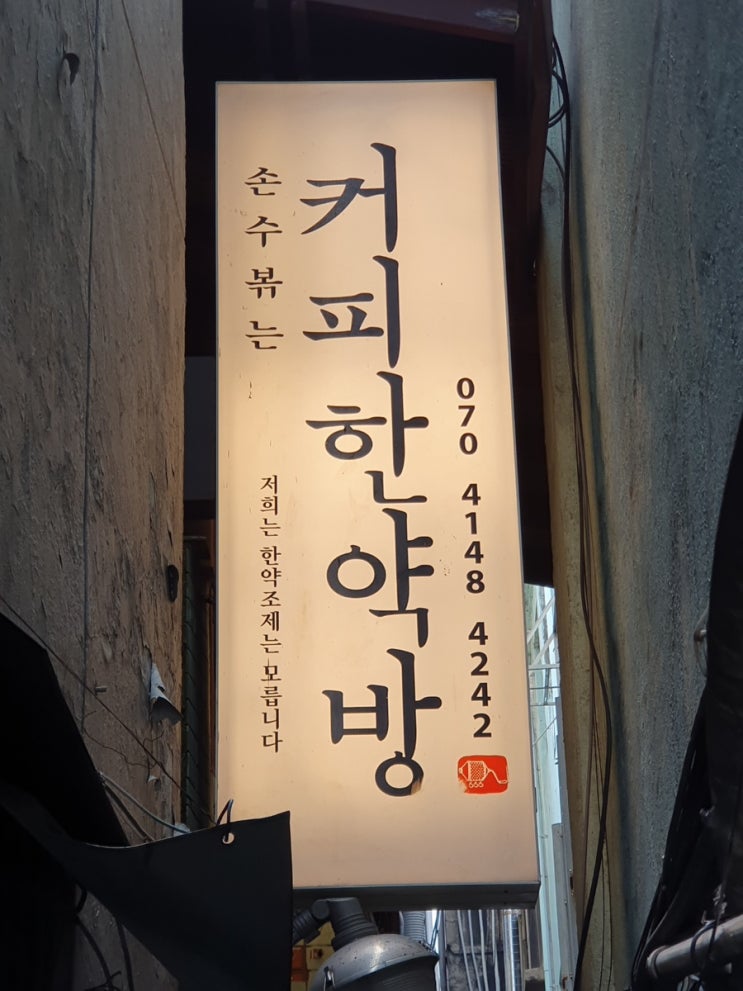 손수볶는
커피한약방
저희는 한약조제는 모릅니다
070 4148 4242